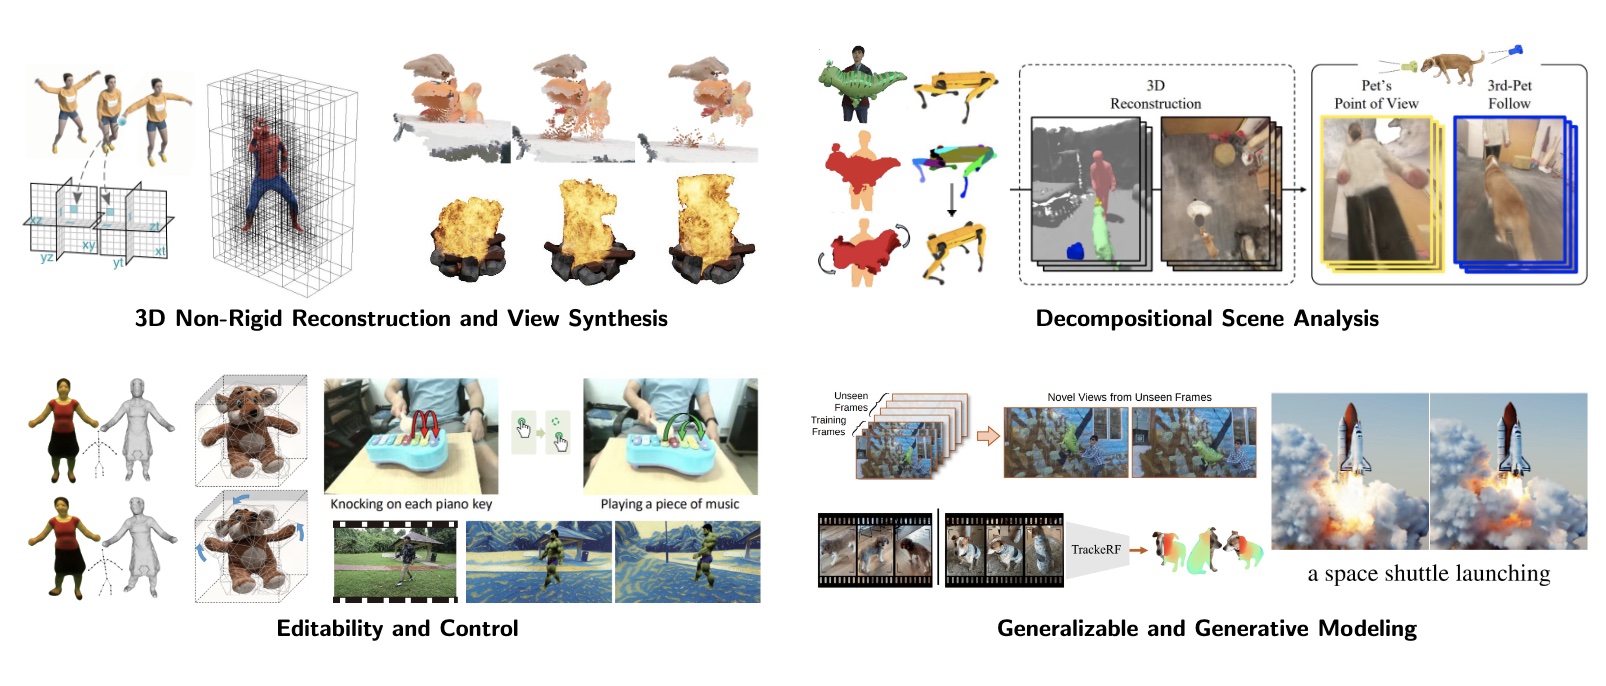 xz
zt
xy
yz
yt
xt
3D Non-Rigid Reconstruction and View Synthesis
3D
Reconstruction
Pet's
Point of View
3rd-Pet
Follow
Decompositional Scene Analysis
Knocking on each piano key
Playing a piece of music
Editability and Control
Unseen
Frames
Training
Frames
Novel Views from Unseen Frames
TrackeRF
a space shuttle launching
Generalizable and Generative Modeling